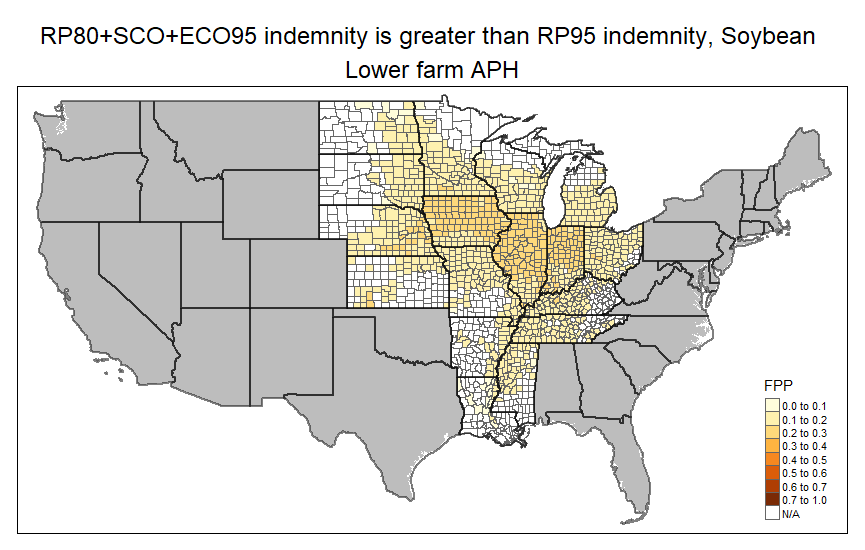 RP80+SCO+ECO95 indemnity is greater than RP95 indemnity, Soybean
Lower farm APH
FPP
0.0 to 0.1
0.1 to 0.2
0.2 to 0.3
0.3 to 0.4
0.4 to 0.5
0.5 to 0.6
0.6 to 0.7
0.7 to 1.0
N/A